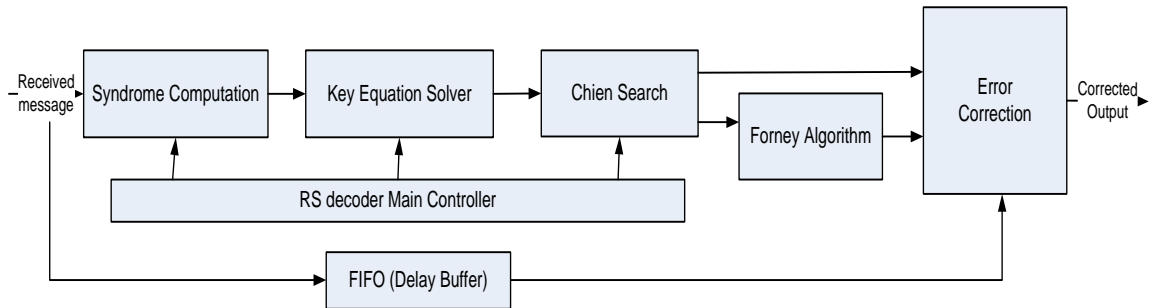 Received
message
Syndrome Computation
Key Equation Solver
Chien Search
Forney Algorithm
Error
Correction
Corrected
Output
RS decoder Main Controller
FIFO (Delay Buffer)